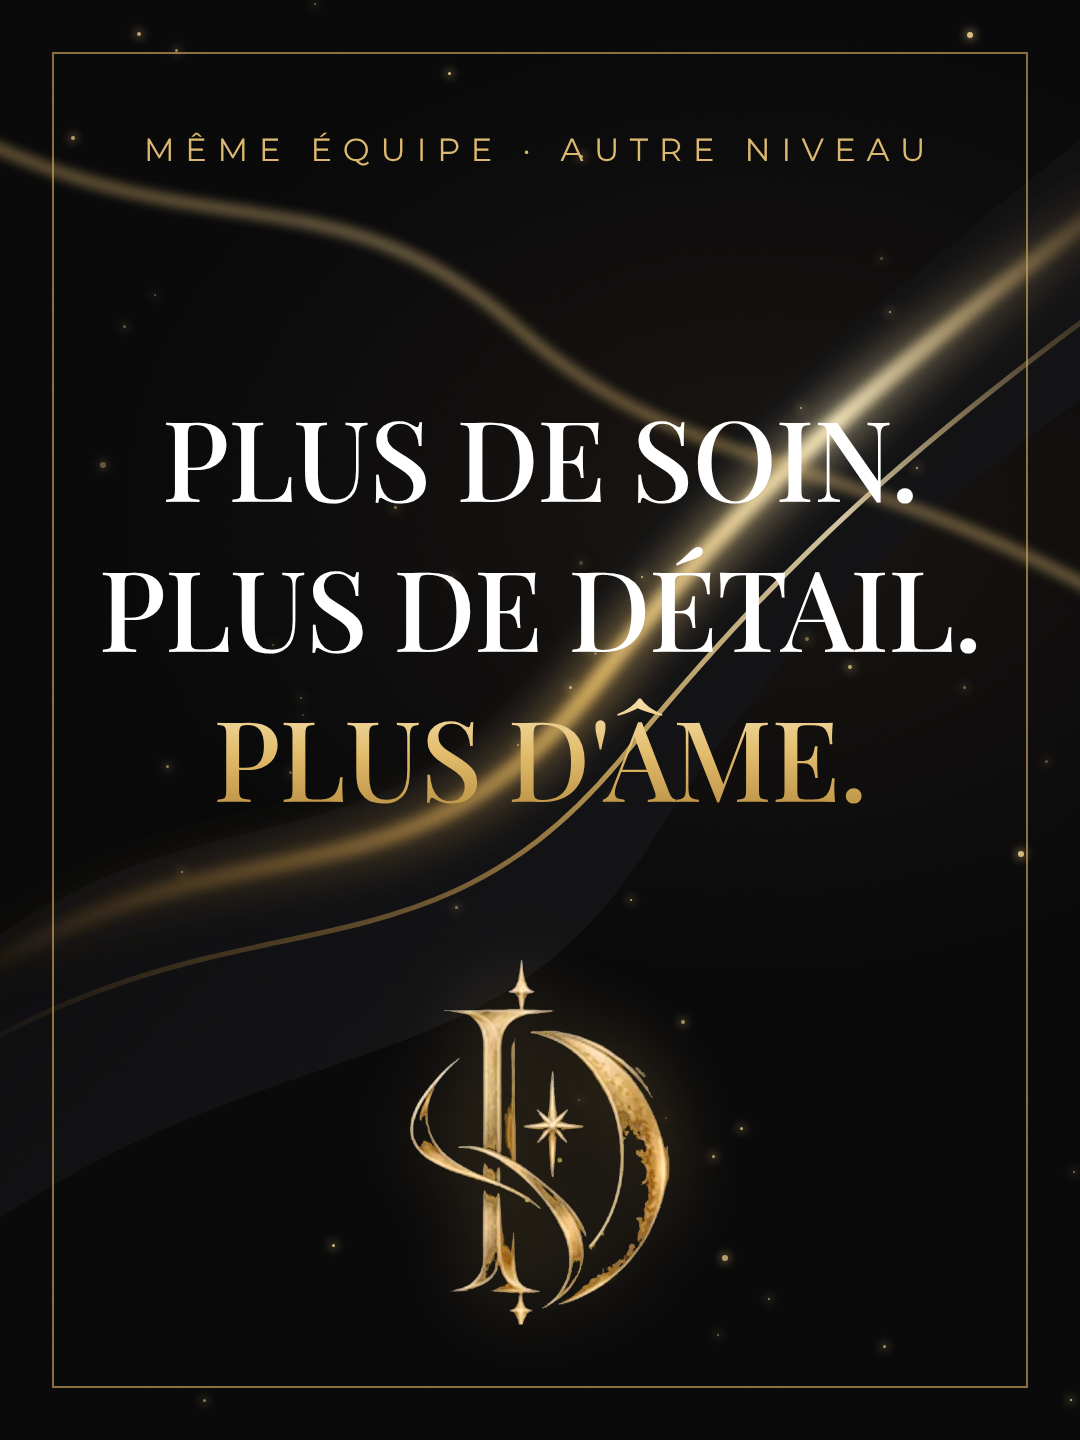 MÊME ÉQUIPE · AUTRE NIVEAU
PLUS DE SOIN.
PLUS DE DÉTAIL.
PLUS D'ÂME.